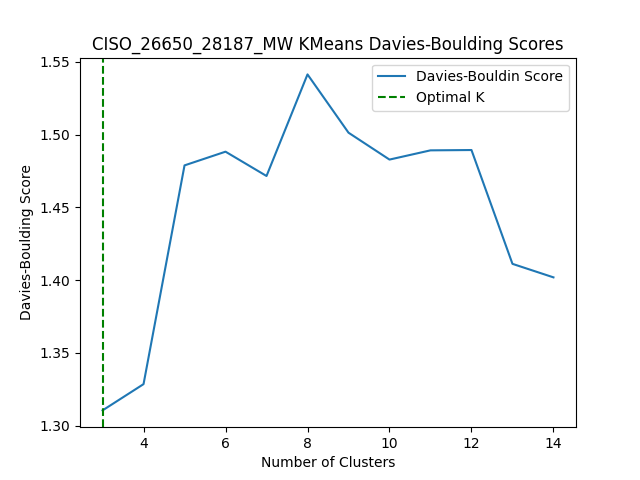 CISO_26650_28187_MW KMeans Davies-Boulding Scores
Davies-Bouldin Score
Optimal K
1.55
1.50
1.45
1.40
1.35
1.30
Davies-Boulding Score
4 6 8 10 12 14
Number of Clusters